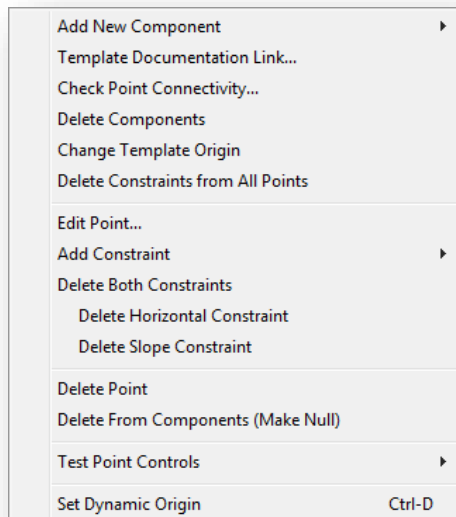 Add New Component
Template Documentation Link...
Check Point Connectivity...
Delete Components
Change Template Origin
Delete Constraints from All Points
Edit Point...
Add Constraint
Delete Both Constraints
Delete Horizontal Constraint
Delete Slope Constraint
Delete Point
Delete From Components (Make Null)
Test Point Controls
Set Dynamic Origin Ctrl-D